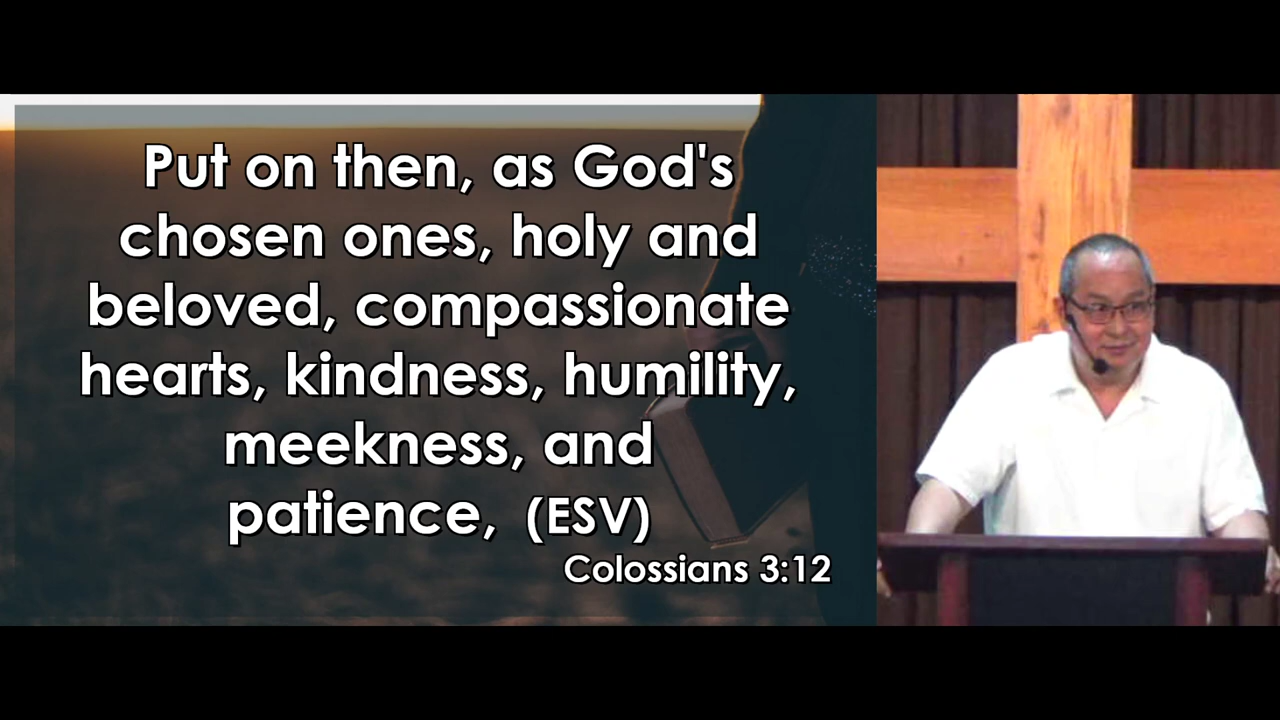 Put on then, as God's
chosen ones, holy and
beloved, compassionate
hearts, kindness, humility,
meekness, and
patience, (ESV)
Colossians 3:12